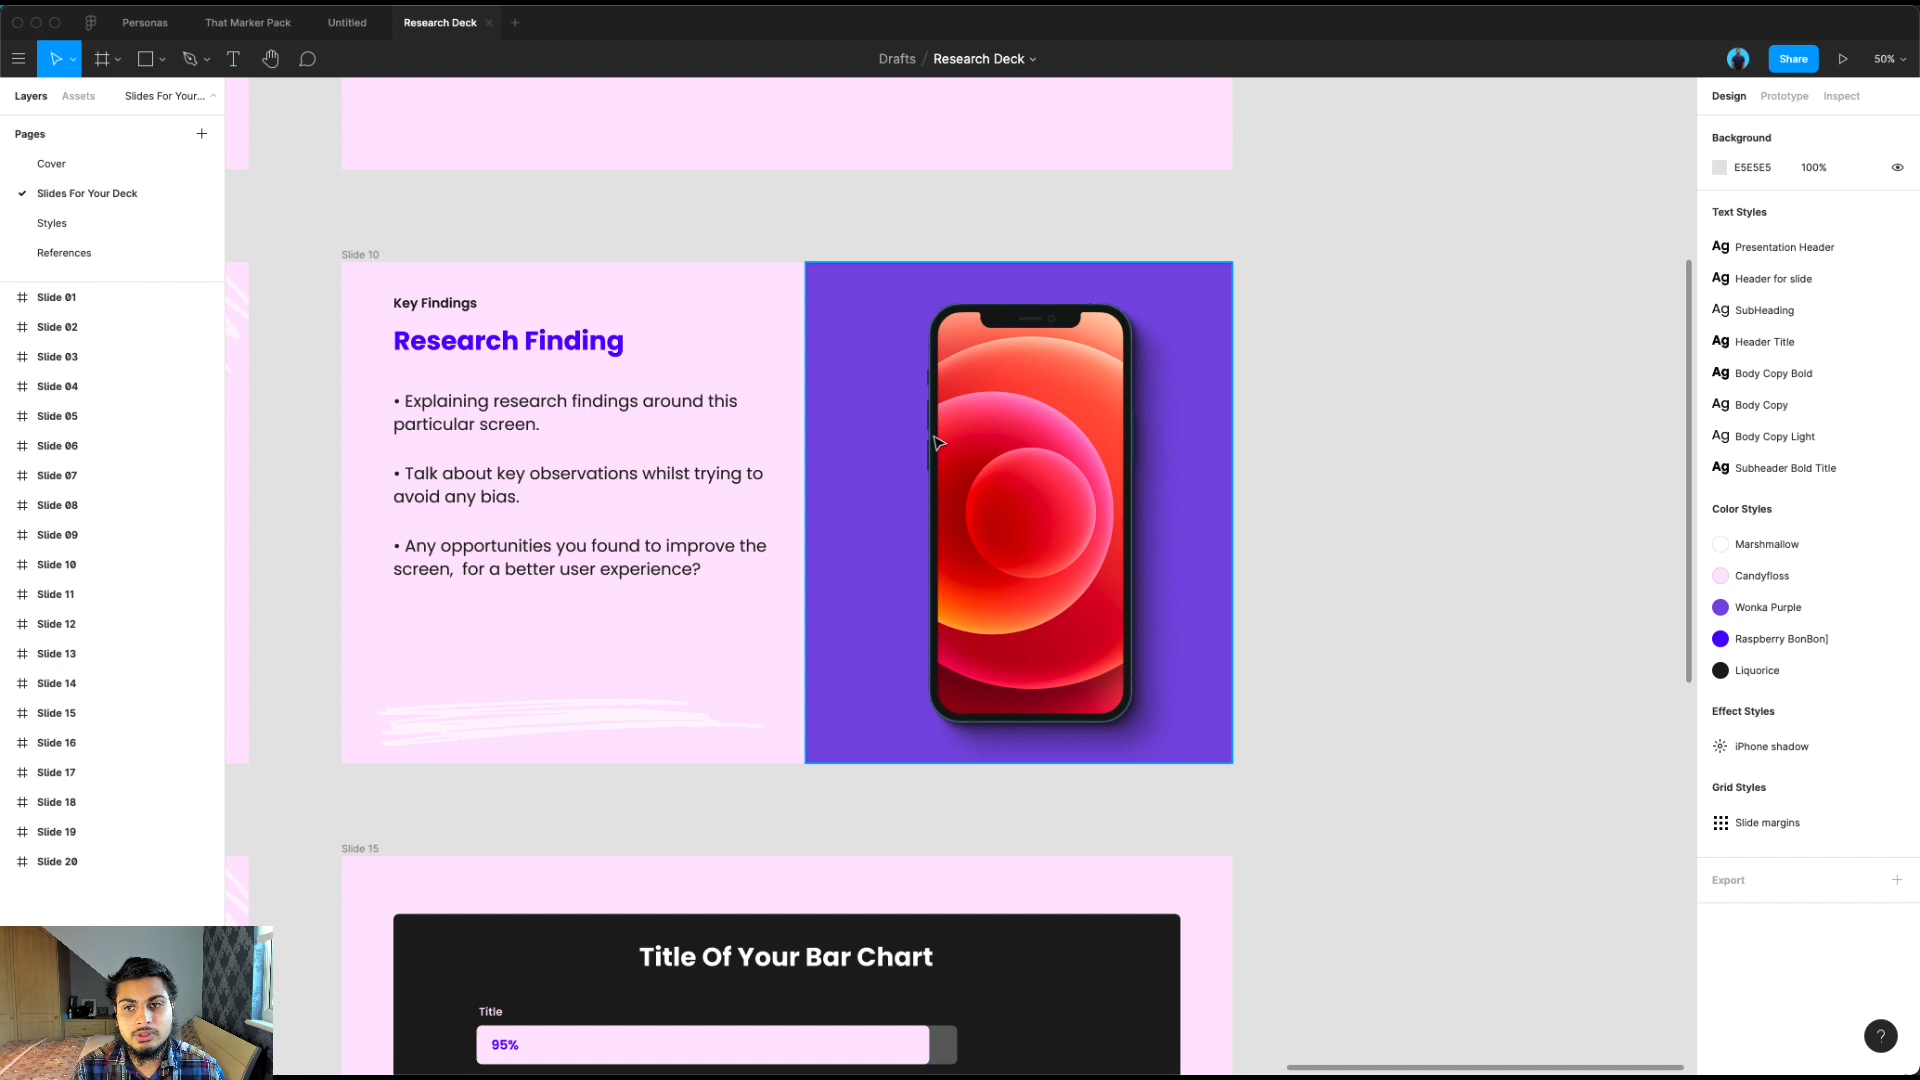 Personas
That Marker Pack
Untitled
Research Deck
Drafts / Research Deck
Share
50%
Layers
Assets
Slides For Your...
Pages
Cover
Slides For Your Deck
Styles
References
Slide 01
Slide 02
Slide 03
Slide 04
Slide 05
Slide 06
Slide 07
Slide 08
Slide 09
Slide 10
Slide 11
Slide 12
Slide 13
Slide 14
Slide 15
Slide 16
Slide 17
Slide 18
Slide 19
Slide 20
Slide 10
Key Findings
Research Finding
• Explaining research findings around this
particular screen.
• Talk about key observations whilst trying to
avoid any bias.
• Any opportunities you found to improve the
screen,  for a better user experience?
Slide 15
Title Of Your Bar Chart
Title
95%
Design
Prototype
Inspect
Background
E5E5E5
100%
Text Styles
Ag Presentation Header
Ag Header for slide
Ag SubHeading
Ag Header Title
Ag Body Copy Bold
Ag Body Copy
Ag Body Copy Light
Ag Subheader Bold Title
Color Styles
Marshmallow
Candyfloss
Wonka Purple
Raspberry BonBon]
Liquorice
Effect Styles
iPhone shadow
Grid Styles
Slide margins
Export
?